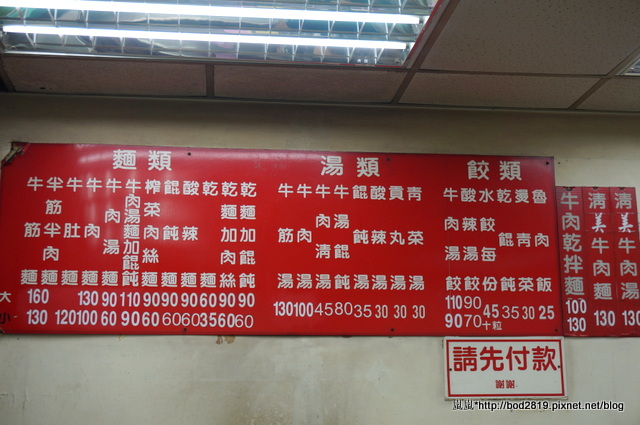 麵類
牛筋麵
半筋半肉麵
牛肚麵
牛肉麵
牛湯麵
牛肉湯麵加餛飩
榨菜肉絲麵
餛飩麵
酸辣麵
乾麵
乾麵加肉絲
乾麵加餛飩
大 160 130 90 110 90 90 90 60 90 90
小 130 120 100 60 90 60 60 60 35 60 60
湯類
牛肉湯
牛筋湯
牛肉清湯
牛湯餛飩
餛飩湯
酸辣湯
貢丸湯
青菜湯
130 100 45 80 35 30 30 30
餃類
牛肉湯餃
酸辣湯餃
水餃每份
乾餛飩
燙青菜
魯肉飯
110 90 45 35 30 25
90 70 十粒
牛肉乾拌麵 100 130
清美牛肉麵 130
清美牛肉湯 130
請先付款
謝謝
嵐嵐*http://bod2819.pixnet.net/blog